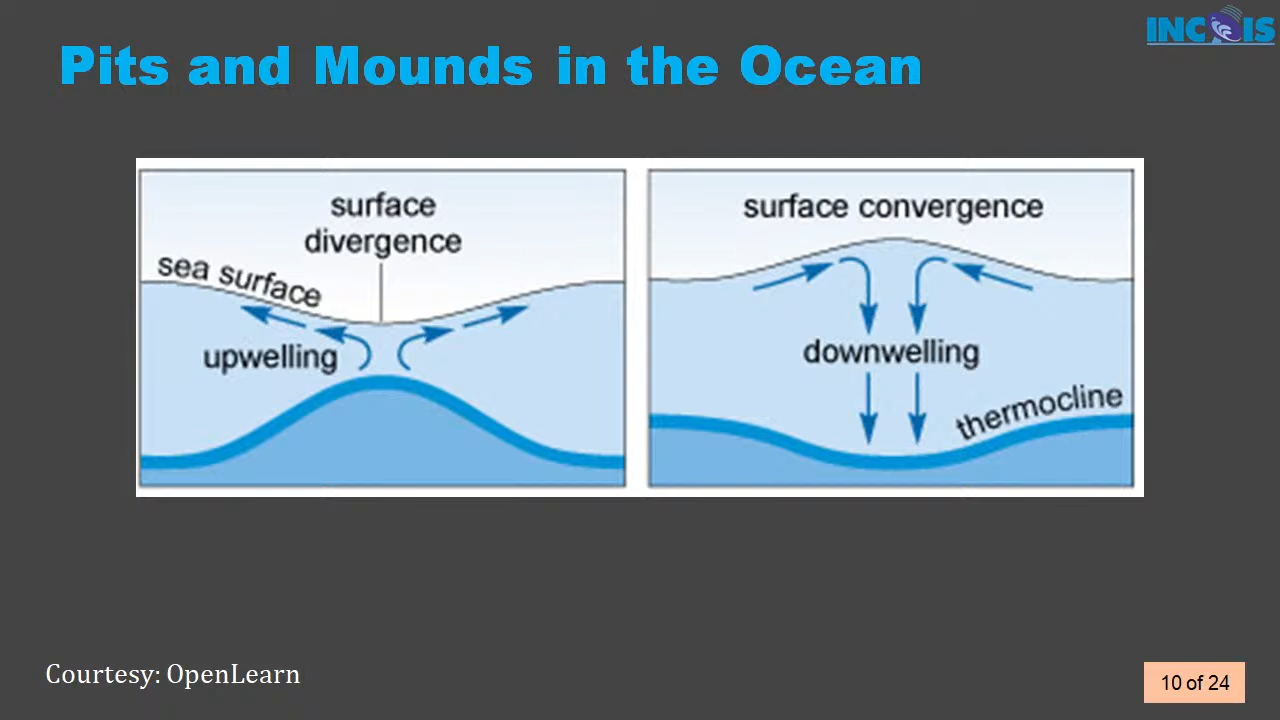 INCOIS
Pits and Mounds in the Ocean
surface
divergence
sea surface
upwelling
surface convergence
downwelling
thermocline
Courtesy: OpenLearn
10 of 24